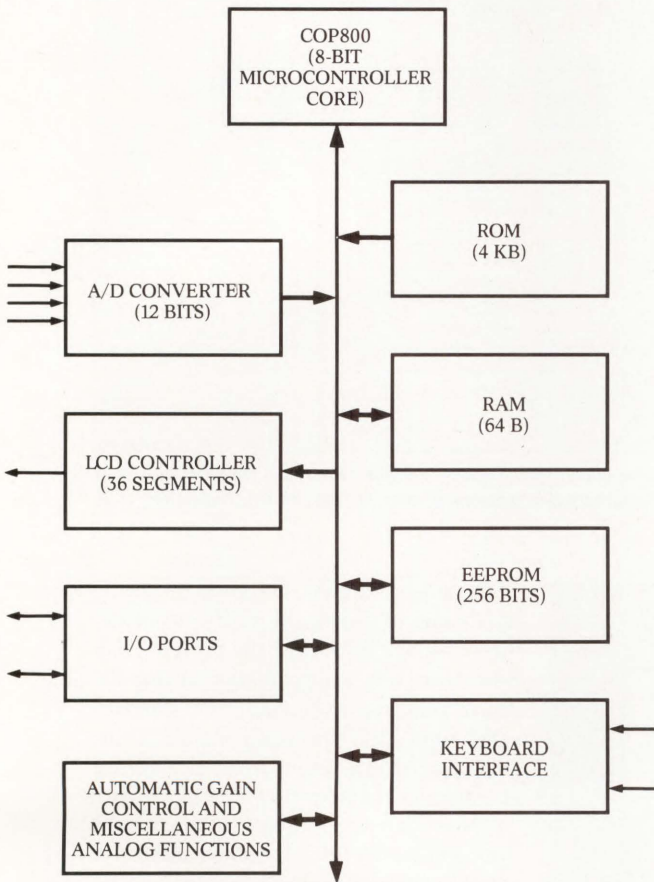 COP800
(8-BIT
MICROCONTROLLER
CORE)
ROM
(4 KB)
A/D CONVERTER
(12 BITS)
RAM
(64 B)
LCD CONTROLLER
(36 SEGMENTS)
EEPROM
(256 BITS)
I/O PORTS
KEYBOARD
INTERFACE
AUTOMATIC GAIN
CONTROL AND
MISCELLANEOUS
ANALOG FUNCTIONS